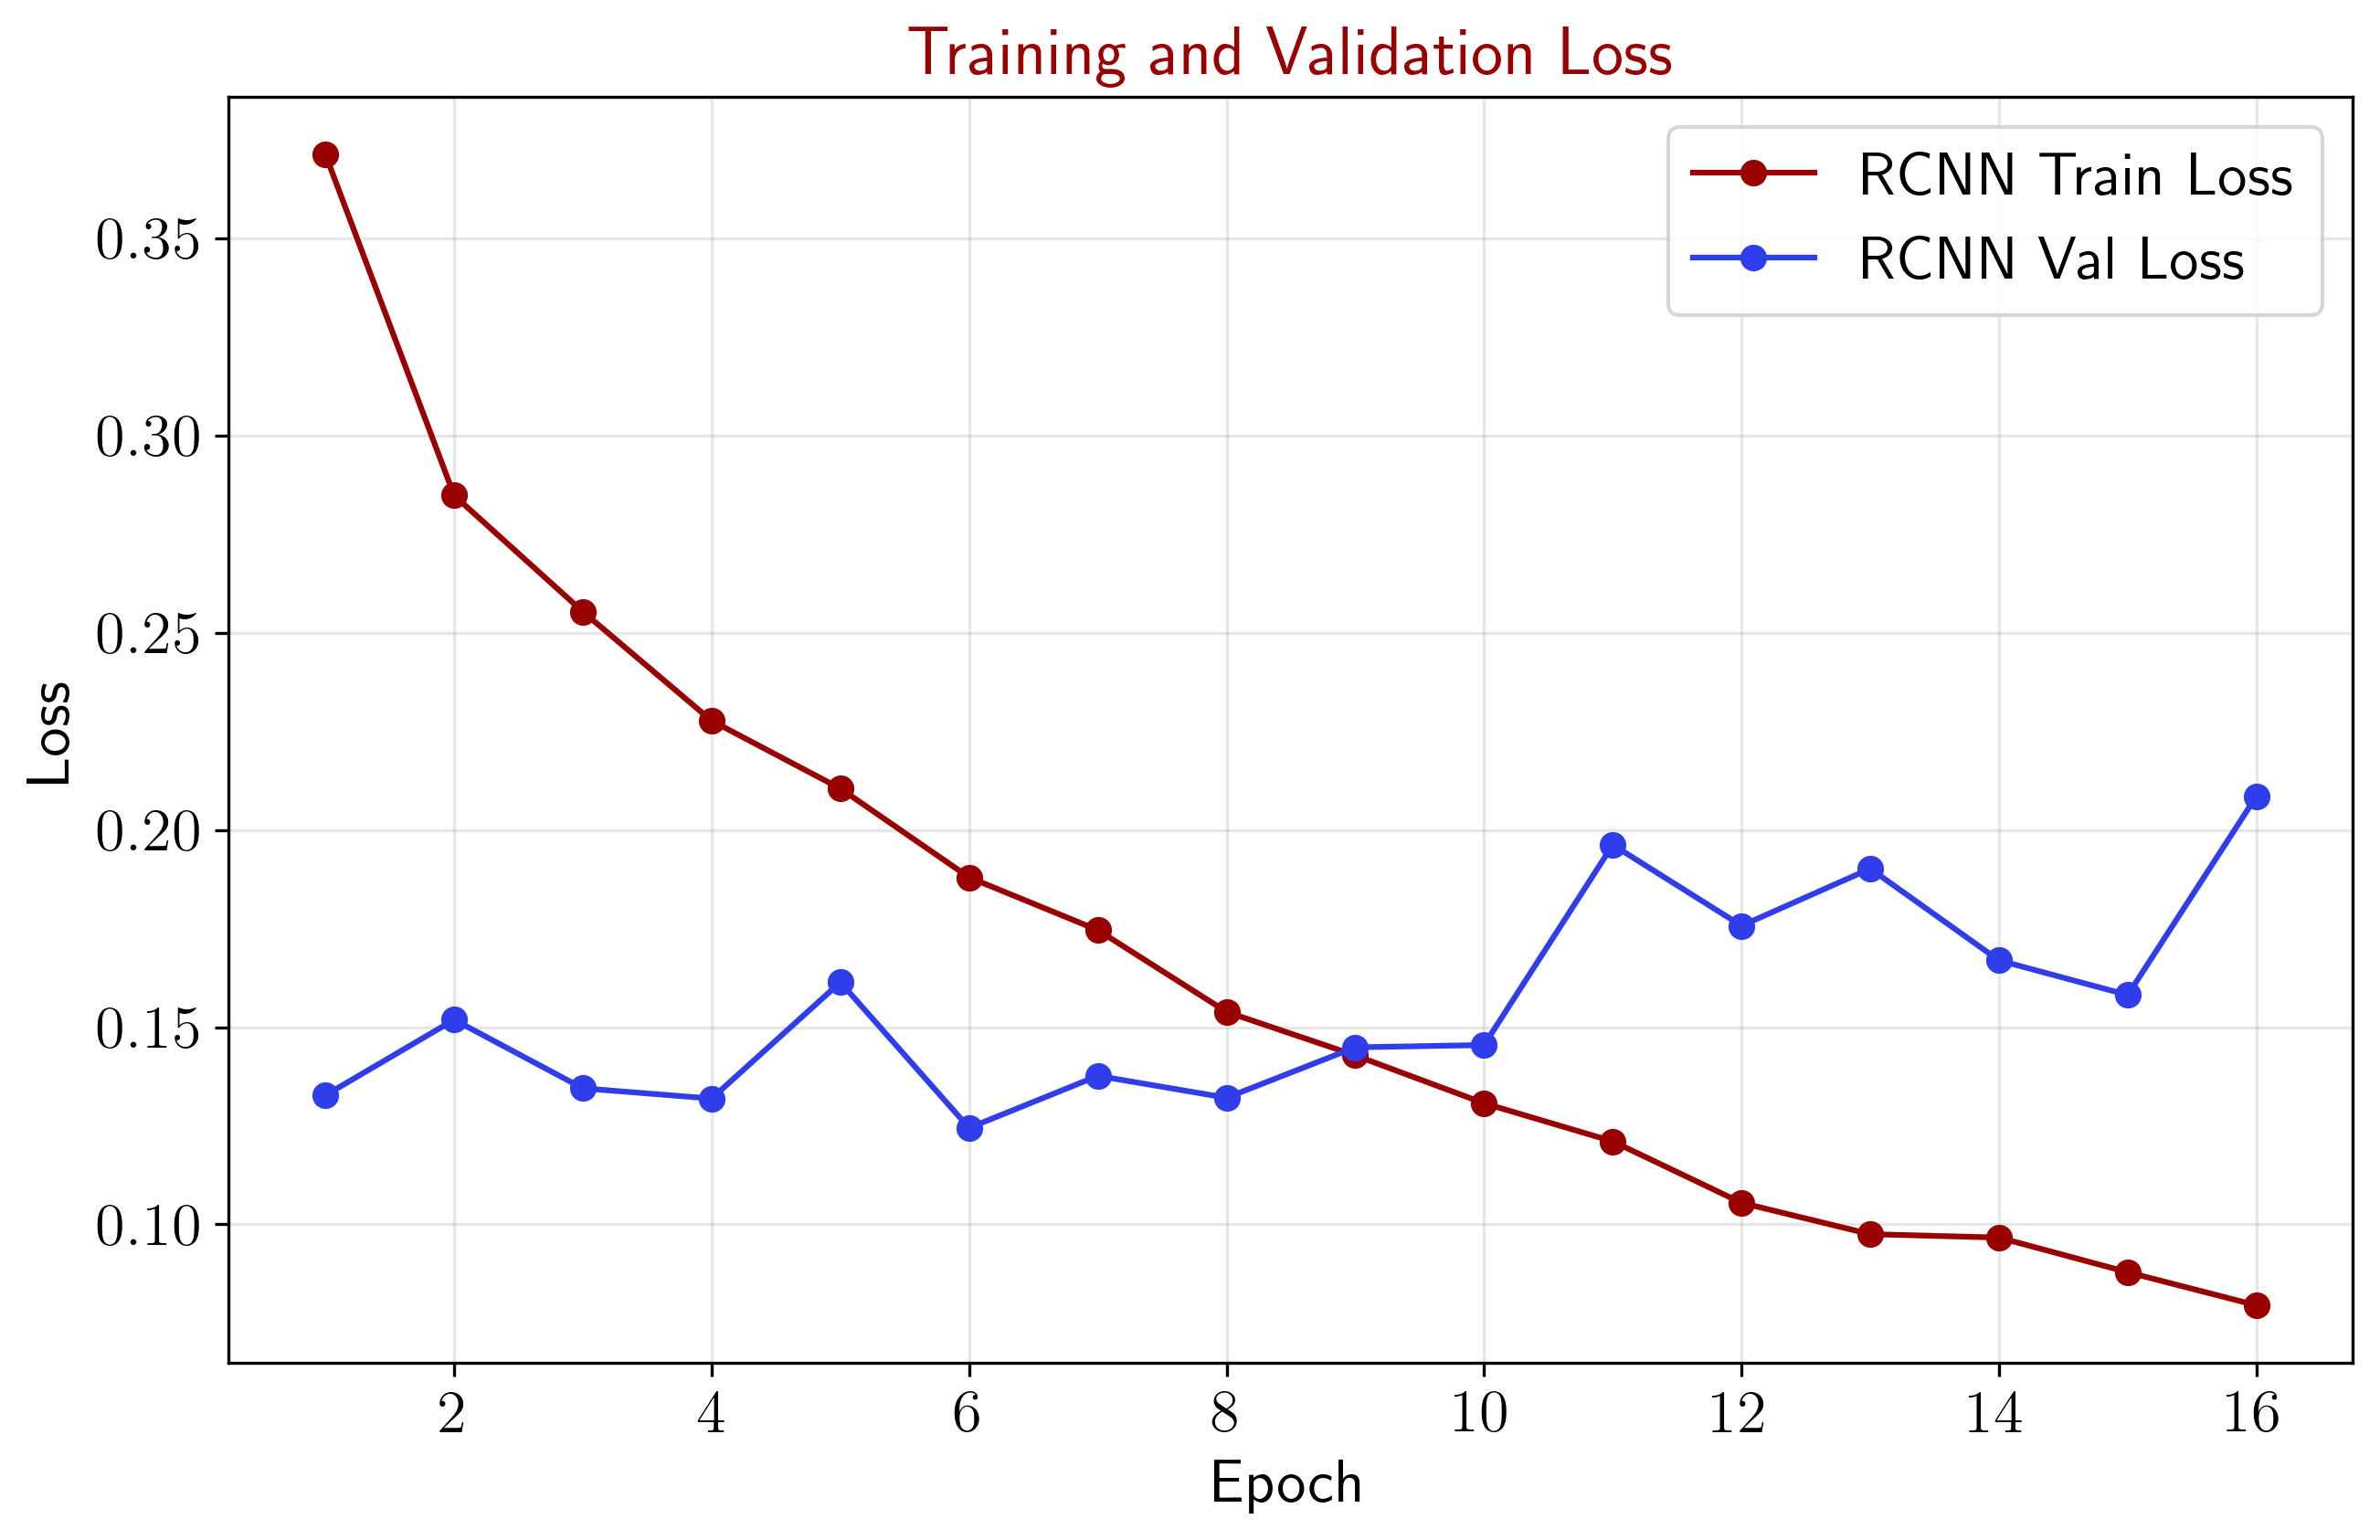 Training and Validation Loss
RCNN Train Loss
RCNN Val Loss
0.35
0.30
0.25
0.20
0.15
0.10
Loss
2 4 6 8 10 12 14 16
Epoch